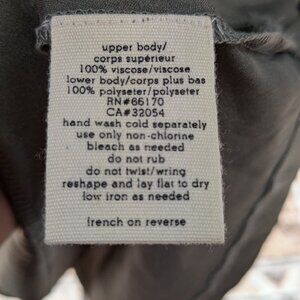 upper body/
corps supérieur
100% viscose/viscose
lower body/corps plus bas
100% polyseter/polyseter
RN#66170
CA#32054
hand wash cold separately
use only non-chlorine
bleach as needed
do not rub
do not twist/wring
reshape and lay flat to dry
low iron as needed
french on reverse